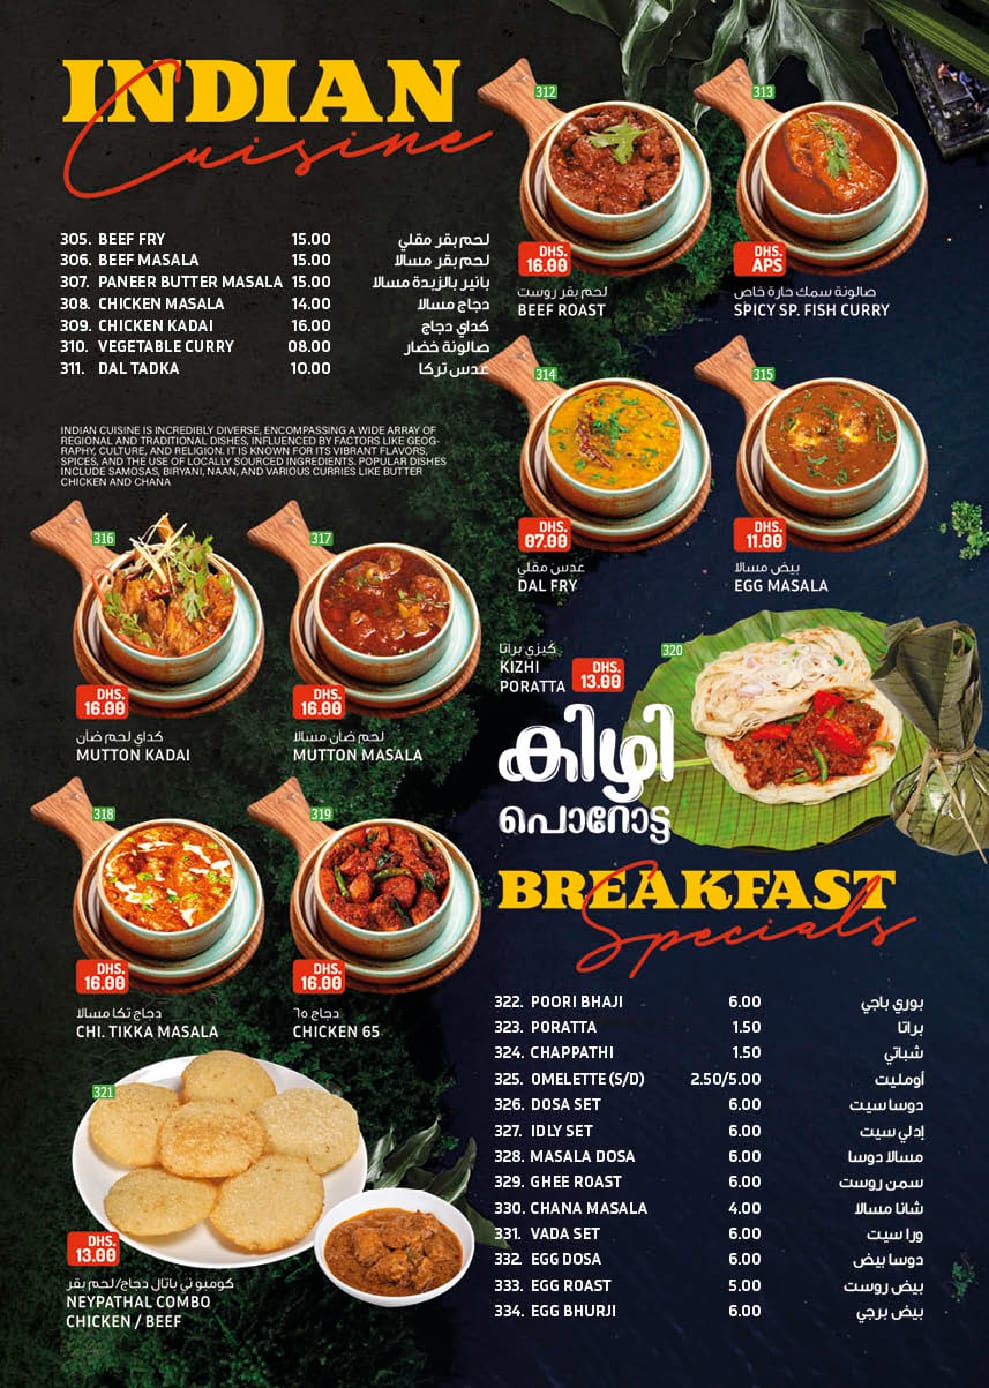 INDIAN
Cuisine
305. BEEF FRY 15.00 لحم بقر مقلي
306. BEEF MASALA 15.00 لحم بقر مسالا
307. PANEER BUTTER MASALA 15.00 بانير بالزبدة مسالا
308. CHICKEN MASALA 14.00 دجاج مسالا
309. CHICKEN KADAI 16.00 كداي دجاج
310. VEGETABLE CURRY 08.00 صالونة خضار
311. DAL TADKA 10.00 عدس تركا
INDIAN CUISINE IS INCREDIBLY DIVERSE, ENCOMPASSING A WIDE ARRAY OF
REGIONAL AND TRADITIONAL DISHES, INFLUENCED BY FACTORS LIKE GEOG-
RAPHY, CULTURE, AND RELIGION. IT IS KNOWN FOR ITS VIBRANT FLAVORS,
SPICES, AND THE USE OF LOCALLY SOURCED INGREDIENTS. POPULAR DISHES
INCLUDE SAMOSAS, BIRYANI, NAAN, AND VARIOUS CURRIES LIKE BUTTER
CHICKEN AND CHANA
312
DHS.
16.00
لحم بقر روست
BEEF ROAST
313
DHS.
APS
صالونة سمك حارة خاص
SPICY SP. FISH CURRY
314
DHS.
07.00
عدس مقلي
DAL FRY
315
DHS.
11.00
بيض مسالا
EGG MASALA
316
DHS.
16.00
كداي لحم ضأن
MUTTON KADAI
317
DHS.
16.00
لحم ضأن مسالا
MUTTON MASALA
318
DHS.
16.00
دجاج تكا مسالا
CHI. TIKKA MASALA
319
DHS.
16.00
دجاج ٦٥
CHICKEN 65
320
كيزي براتا
KIZHI
PORATTA
DHS.
13.00
കിഴി
പൊറോട്ട
321
DHS.
13.00
كومبو ني باتال دجاج/لحم بقر
NEYPATHAL COMBO
CHICKEN / BEEF
BREAKFAST
Specials
322. POORI BHAJI 6.00 بوري باجي
323. PORATTA 1.50 براتا
324. CHAPPATHI 1.50 شباتي
325. OMELETTE (S/D) 2.50/5.00 أومليت
326. DOSA SET 6.00 دوسا سيت
327. IDLY SET 6.00 إدلي سيت
328. MASALA DOSA 6.00 مسالا دوسا
329. GHEE ROAST 6.00 سمن روست
330. CHANA MASALA 4.00 شانا مسالا
331. VADA SET 6.00 ورا سيت
332. EGG DOSA 6.00 دوسا بيض
333. EGG ROAST 5.00 بيض روست
334. EGG BHURJI 6.00 بيض برجي